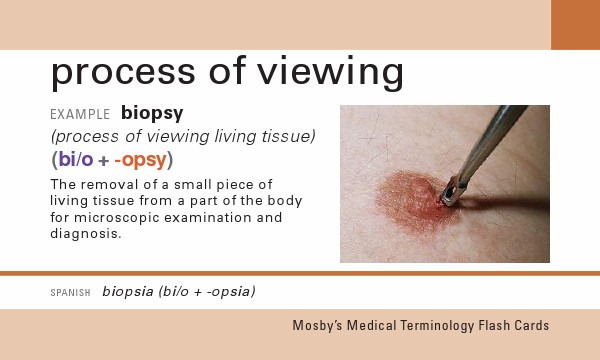 process of viewing
EXAMPLE biopsy
(process of viewing living tissue)
(bi/o + -opsy)
The removal of a small piece of
living tissue from a part of the body
for microscopic examination and
diagnosis.
SPANISH biopsia (bi/o + -opsia)
Mosby's Medical Terminology Flash Cards